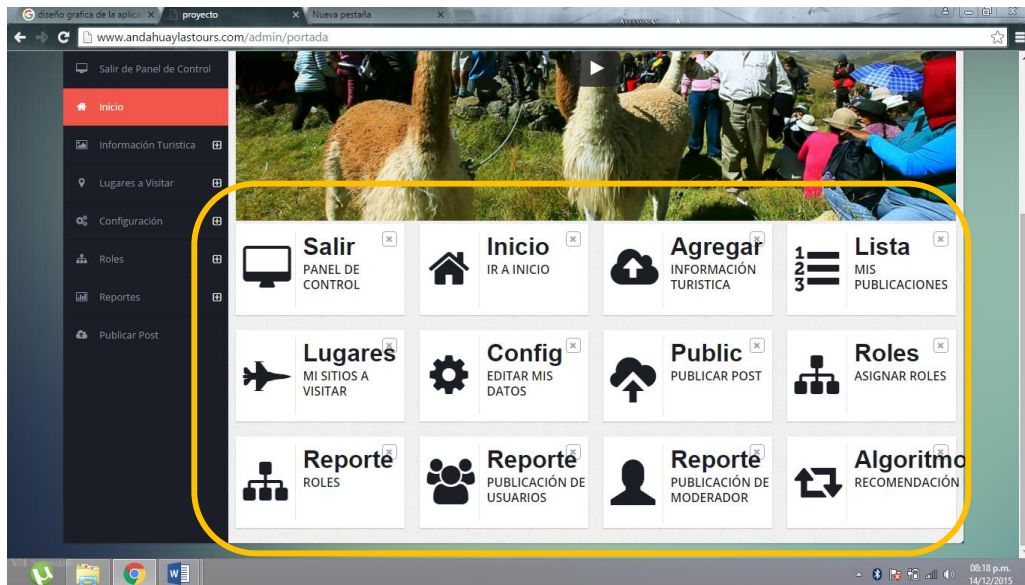 diseño grafica de la aplica
proyecto
Nueva pestaña
www.andahuaylastours.com/admin/portada
Salir de Panel de Control
Inicio
Información Turistica
Lugares a Visitar
Configuración
Roles
Reportes
Publicar Post
Salir
PANEL DE
CONTROL
Inicio
IR A INICIO
Agregar
INFORMACIÓN
TURISTICA
1
2
3
Lista
MIS
PUBLICACIONES
Lugares
MI SITIOS A
VISITAR
Config
EDITAR MIS
DATOS
Public
PUBLICAR POST
Roles
ASIGNAR ROLES
Reporte
ROLES
Reporte
PUBLICACIÓN DE
USUARIOS
Reporte
PUBLICACIÓN DE
MODERADOR
Algoritmo
RECOMENDACIÓN
08:18 p.m.
14/12/2015